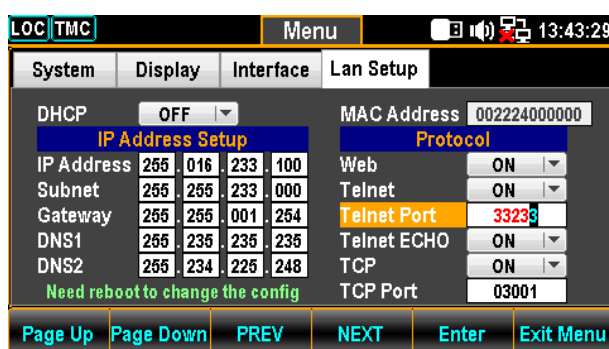 LOC TMC Menu 13:43:29
System Display Interface Lan Setup
DHCP OFF MAC Address 002224000000
IP Address Setup Protocol
IP Address 255 . 016 . 233 . 100 Web ON
Subnet 255 . 255 . 233 . 000 Telnet ON
Gateway 255 . 255 . 001 . 254 Telnet Port 33233
DNS1 255 . 235 . 235 . 235 Telnet ECHO ON
DNS2 255 . 234 . 225 . 248 TCP ON
Need reboot to change the config TCP Port 03001
Page Up Page Down PREV NEXT Enter Exit Menu